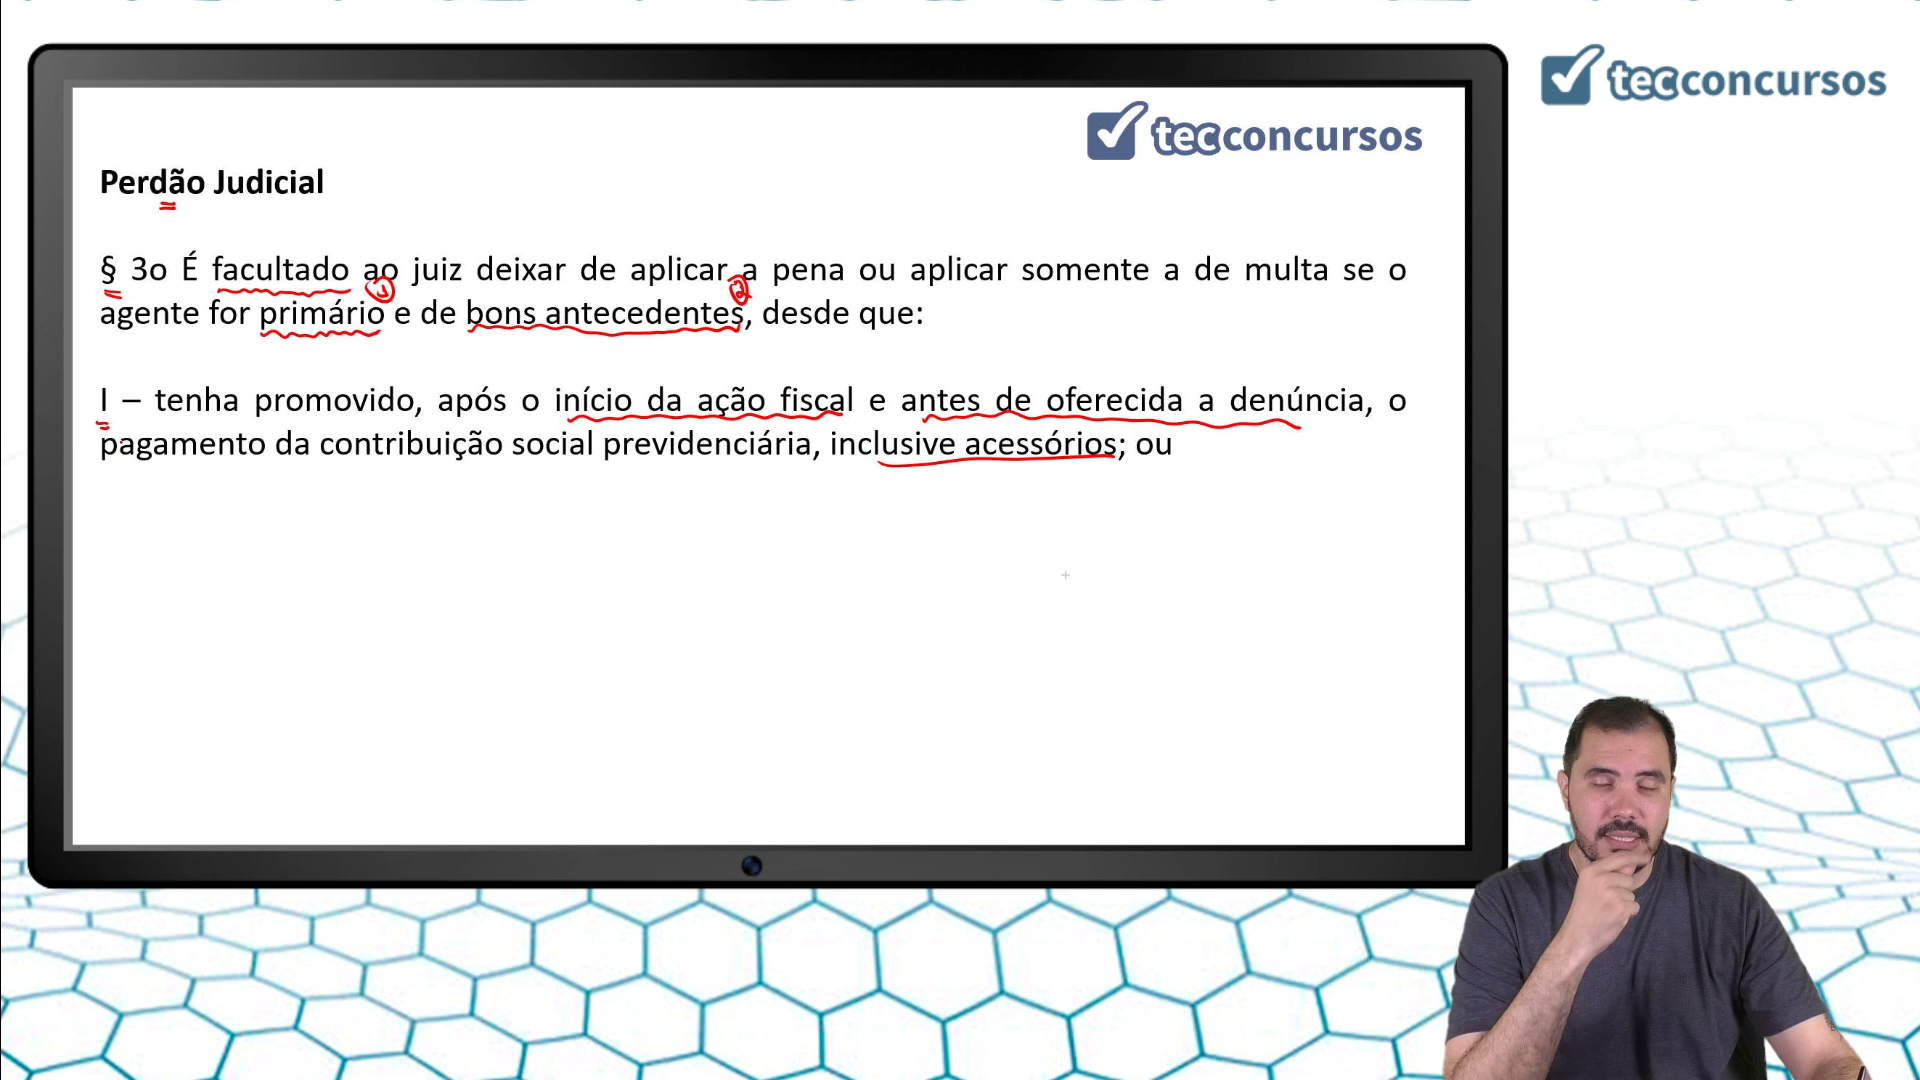 tecconcursos
tecconcursos
Perdão Judicial
§ 3o É facultado ao juiz deixar de aplicar a pena ou aplicar somente a de multa se o
1 2
agente for primário e de bons antecedentes, desde que:
I – tenha promovido, após o início da ação fiscal e antes de oferecida a denúncia, o
pagamento da contribuição social previdenciária, inclusive acessórios; ou